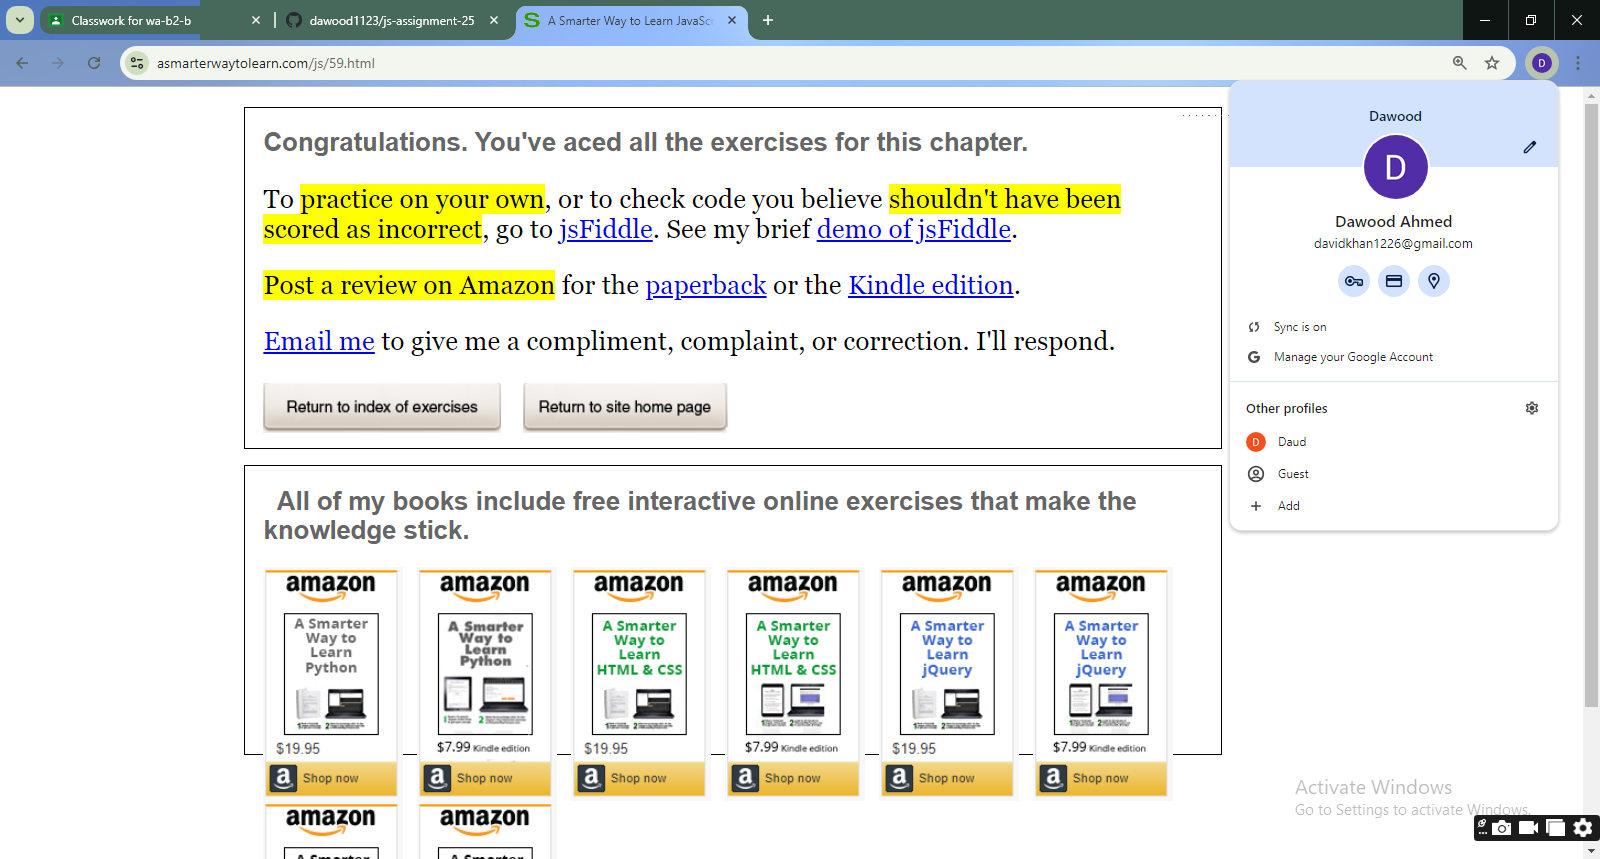 Classwork for wa-b2-b
dawood1123/js-assignment-25
A Smarter Way to Learn JavaSc
asmarterwaytolearn.com/js/59.html
D
Congratulations. You've aced all the exercises for this chapter.
To practice on your own, or to check code you believe shouldn't have been
scored as incorrect, go to jsFiddle. See my brief demo of jsFiddle.
Post a review on Amazon for the paperback or the Kindle edition.
Email me to give me a compliment, complaint, or correction. I'll respond.
Return to index of exercises
Return to site home page
Dawood
D
Dawood Ahmed
davidkhan1226@gmail.com
Sync is on
G Manage your Google Account
Other profiles
D Daud
Guest
Add
All of my books include free interactive online exercises that make the
knowledge stick.
amazon
A Smarter
Way to
Learn
Python
$19.95
a Shop now
amazon
A Smarter
Way to
Learn
Python
1 2
$7.99 Kindle edition
a Shop now
amazon
A Smarter
Way to
Learn
HTML & CSS
$19.95
a Shop now
amazon
A Smarter
Way to
Learn
HTML & CSS
$7.99 Kindle edition
a Shop now
amazon
A Smarter
Way to
Learn
jQuery
$19.95
a Shop now
amazon
A Smarter
Way to
Learn
jQuery
$7.99 Kindle edition
a Shop now
amazon
A Smarter
amazon
A Smarter
Activate Windows
Go to Settings to activate Windows.